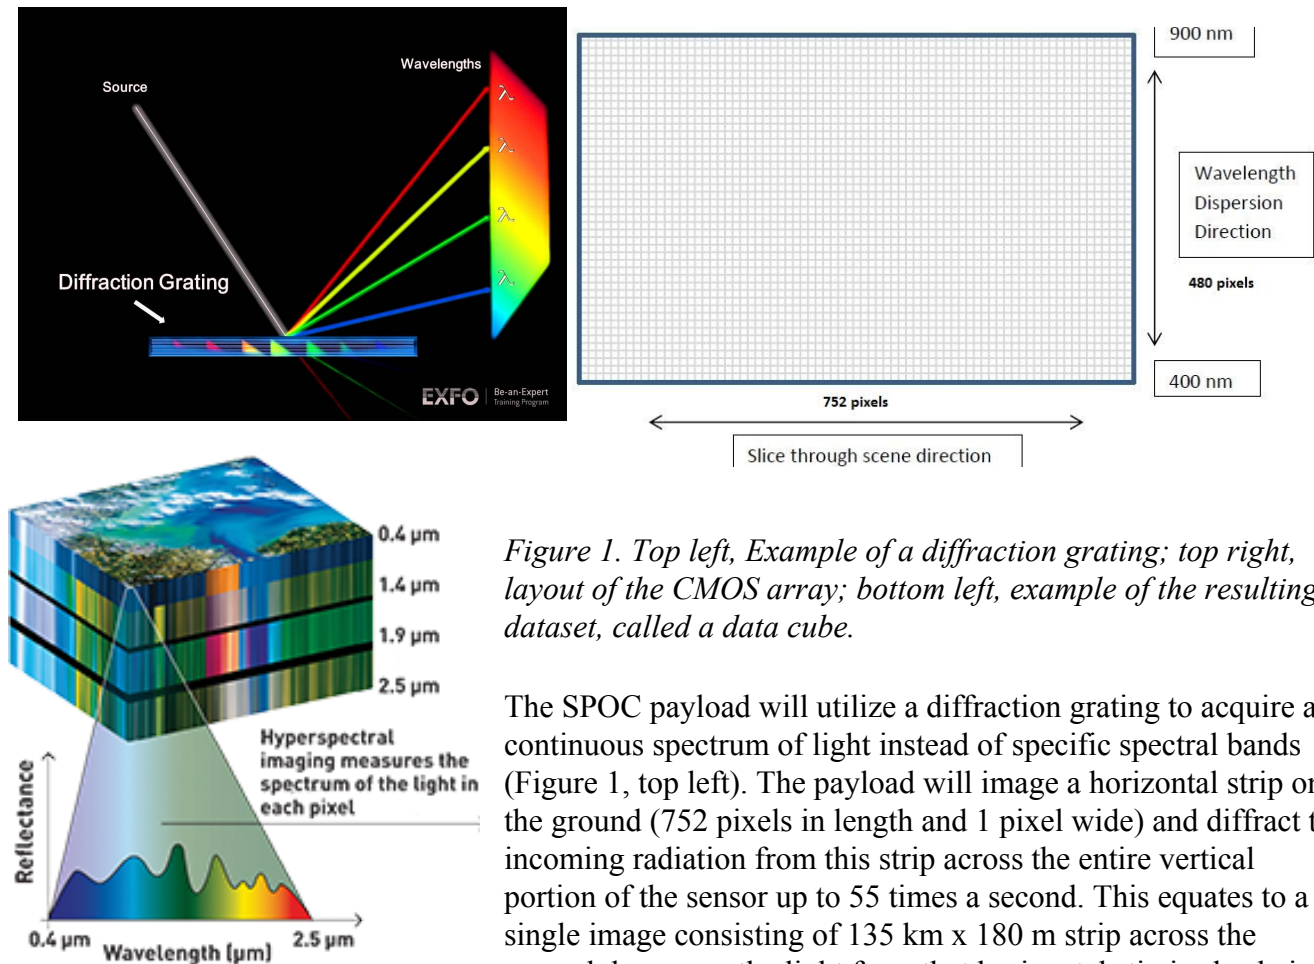 Source
Wavelengths
λ
λ
λ
λ
Diffraction Grating
EXFO
Be-an-Expert
Training Program
900 nm
Wavelength
Dispersion
Direction
480 pixels
400 nm
752 pixels
Slice through scene direction
0.4 µm
1.4 µm
1.9 µm
2.5 µm
Hyperspectral
imaging measures the
spectrum of the light in
each pixel
Reflectance
0.4 µm
Wavelength (µm)
2.5 µm
Figure 1. Top left, Example of a diffraction grating; top right,
layout of the CMOS array; bottom left, example of the resulting
dataset, called a data cube.
The SPOC payload will utilize a diffraction grating to acquire a
continuous spectrum of light instead of specific spectral bands
(Figure 1, top left). The payload will image a horizontal strip on
the ground (752 pixels in length and 1 pixel wide) and diffract
incoming radiation from this strip across the entire vertical
portion of the sensor up to 55 times a second. This equates to a
single image consisting of 135 km x 180 m strip across the